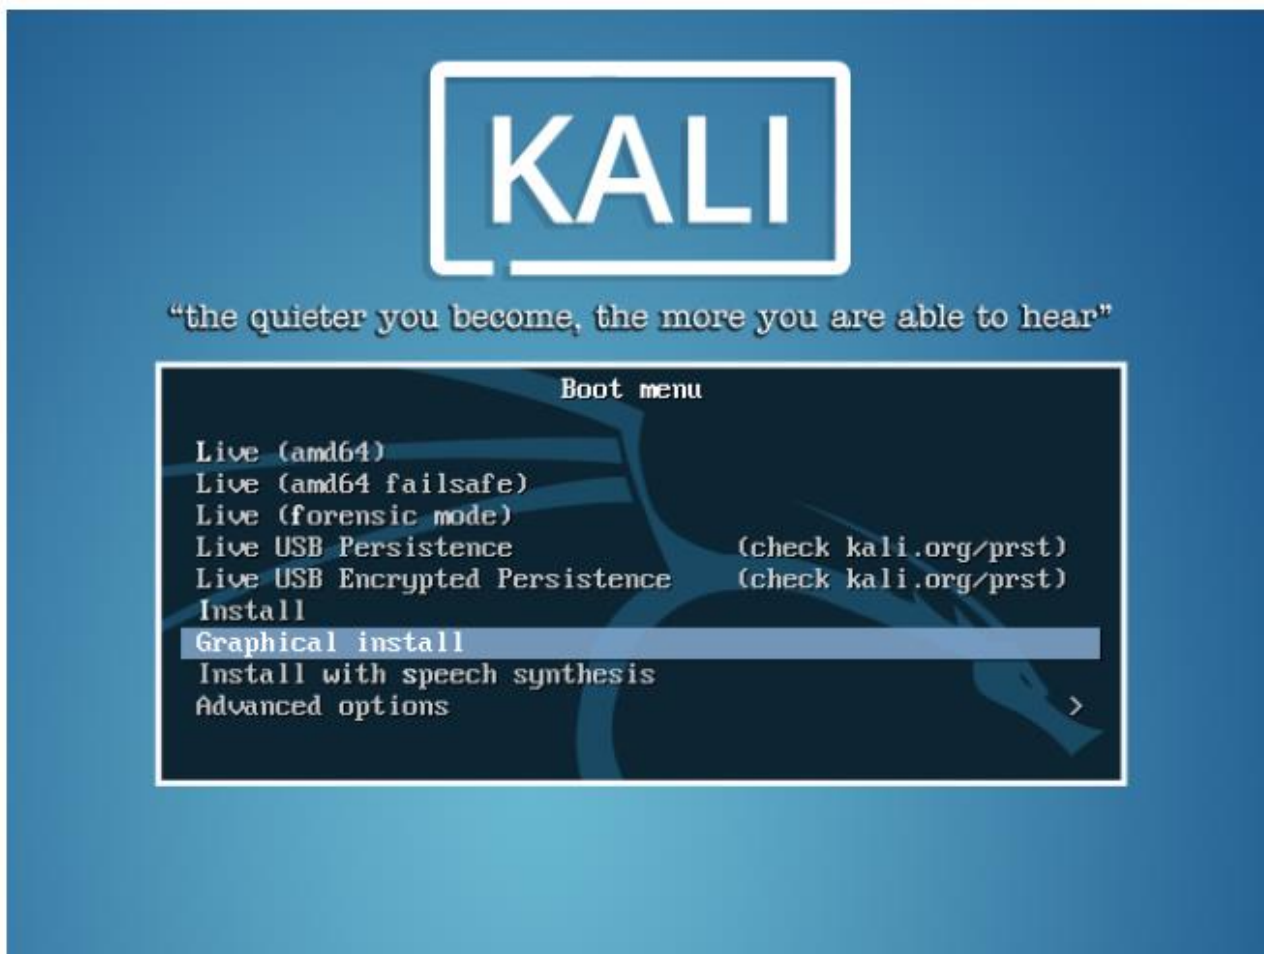 KALI
“the quieter you become, the more you are able to hear”
Boot menu
Live (amd64)
Live (amd64 failsafe)
Live (forensic mode)
Live USB Persistence (check kali.org/prst)
Live USB Encrypted Persistence (check kali.org/prst)
Install
Graphical install
Install with speech synthesis
Advanced options >